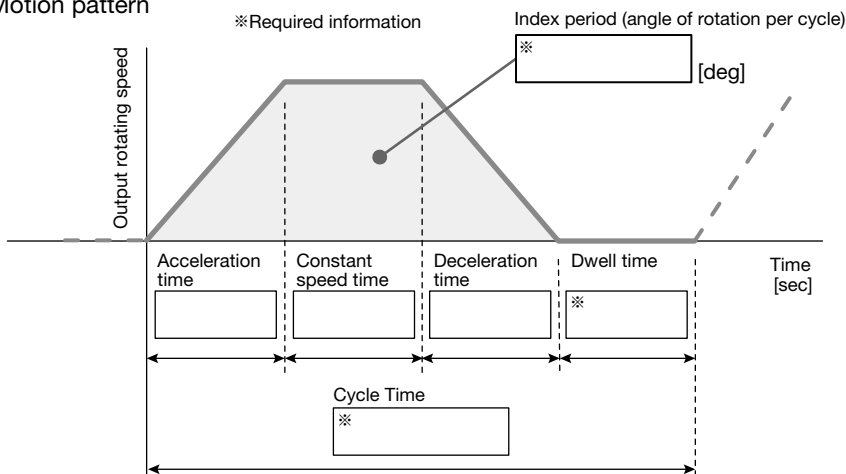 Motion pattern
※Required information
Index period (angle of rotation per cycle)
※
[deg]
Output rotating speed
Acceleration
time
Constant
speed time
Deceleration
time
Dwell time
※
Time
[sec]
Cycle Time
※